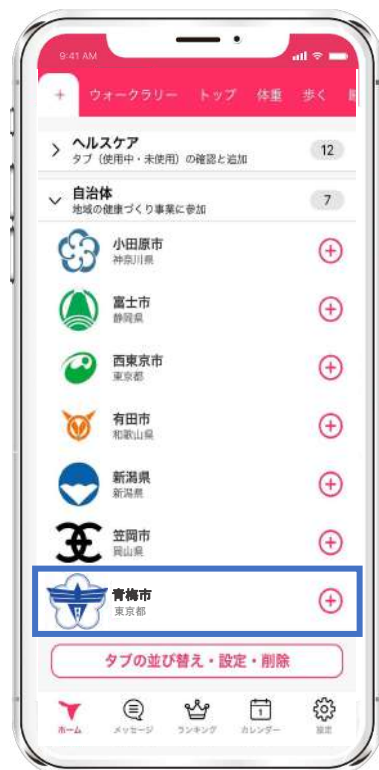 9:41 AM
+ ウォークラリー トップ 体重 歩く
ヘルスケア
タブ（使用中・未使用）の確認と追加
12
自治体
地域の健康づくり事業に参加
7
小田原市
神奈川県
富士市
静岡県
西東京市
東京都
有田市
和歌山県
新潟県
新潟県
笠岡市
岡山県
青梅市
東京都
タブの並び替え・設定・削除
1
ホーム メッセージ ランキング カレンダー 設定